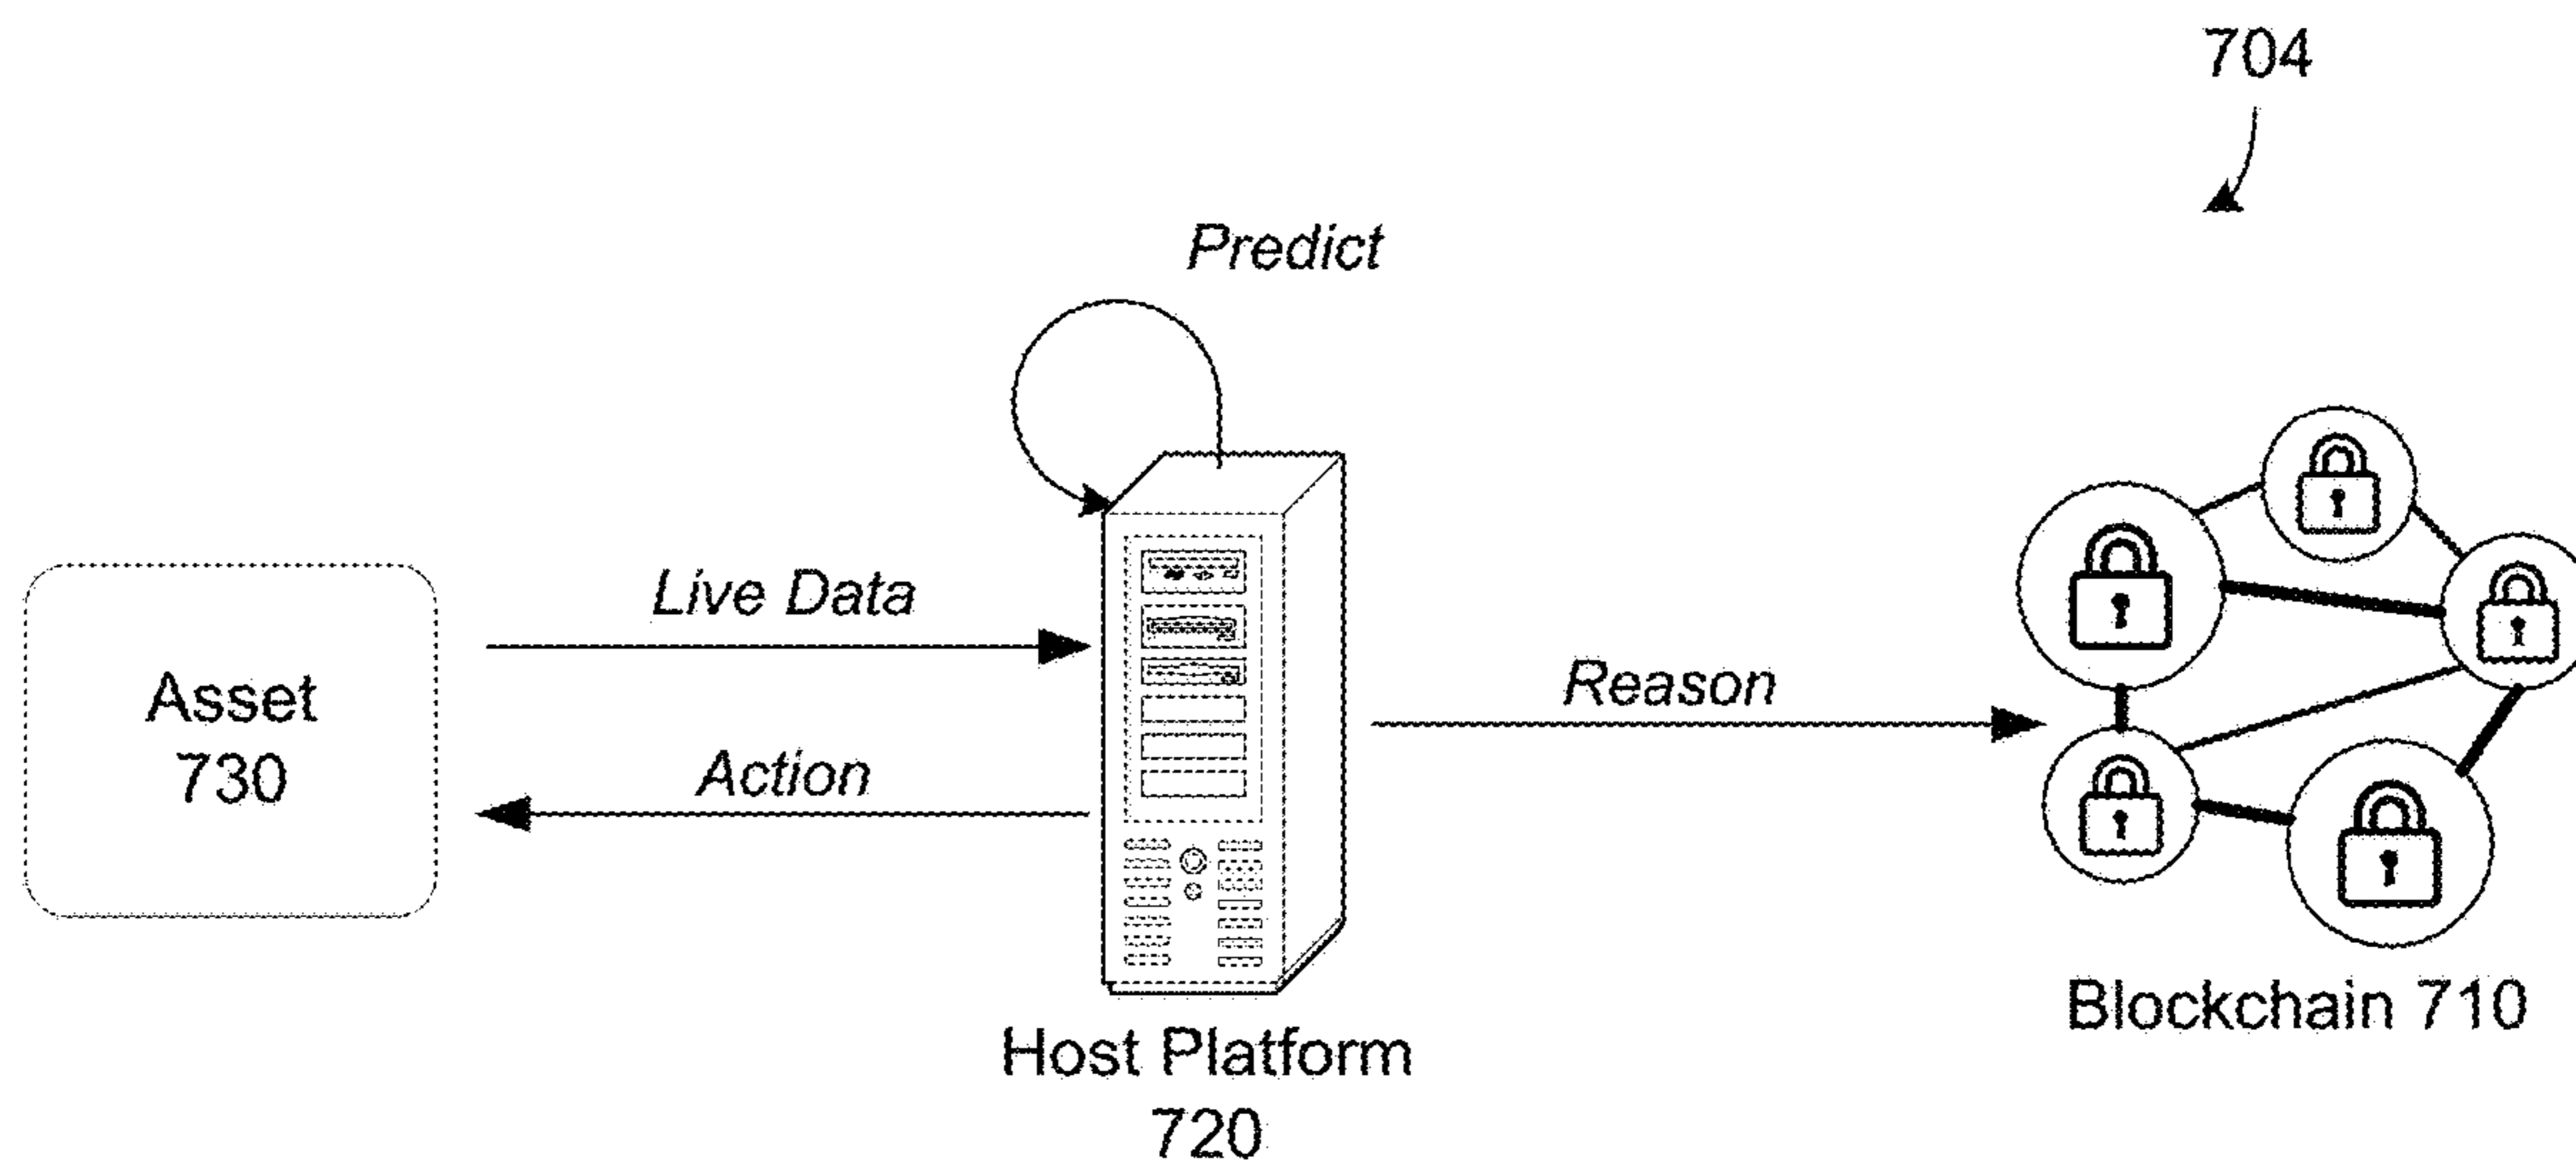 704
Predict
Live Data
Asset
730
Reason
Action
Blockchain 710
Host Platform
720